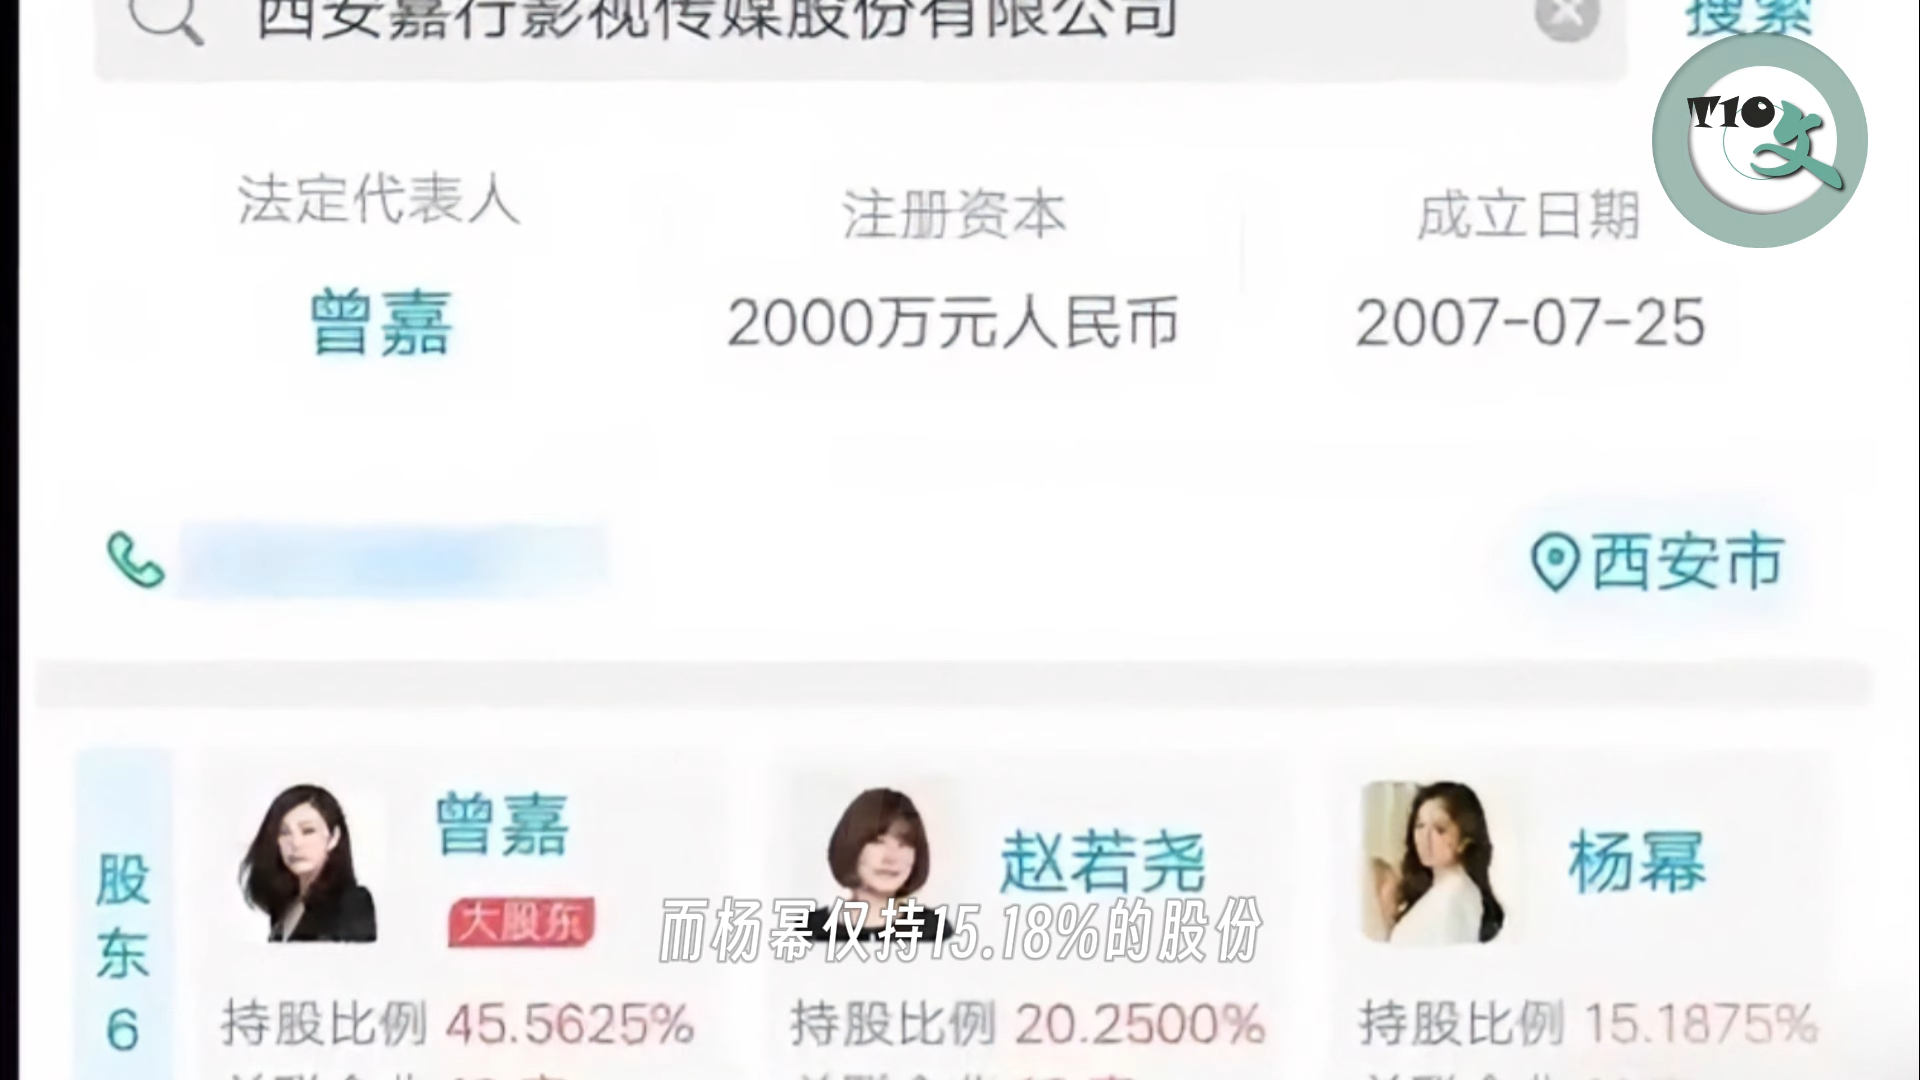 西安嘉行影视传媒股份有限公司
搜索
T10文
法定代表人
注册资本
成立日期
曾嘉
2000万元人民币
2007-07-25
西安市
股东6
曾嘉
大股东
赵若尧
杨幂
而杨幂仅持15.18%的股份
持股比例 45.5625%
持股比例 20.2500%
持股比例 15.1875%